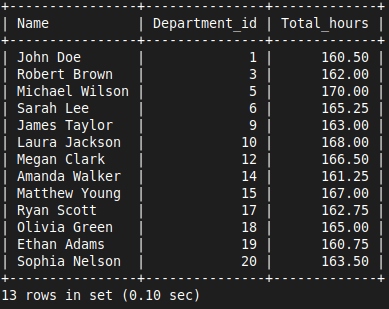 +----------------+---------------+-------------+
| Name           | Department_id | Total_hours |
+----------------+---------------+-------------+
| John Doe       |             1 |      160.50 |
| Robert Brown   |             3 |      162.00 |
| Michael Wilson |             5 |      170.00 |
| Sarah Lee      |             6 |      165.25 |
| James Taylor   |             9 |      163.00 |
| Laura Jackson  |            10 |      168.00 |
| Megan Clark    |            12 |      166.50 |
| Amanda Walker  |            14 |      161.25 |
| Matthew Young  |            15 |      167.00 |
| Ryan Scott     |            17 |      162.75 |
| Olivia Green   |            18 |      165.00 |
| Ethan Adams    |            19 |      160.75 |
| Sophia Nelson  |            20 |      163.50 |
+----------------+---------------+-------------+
13 rows in set (0.10 sec)